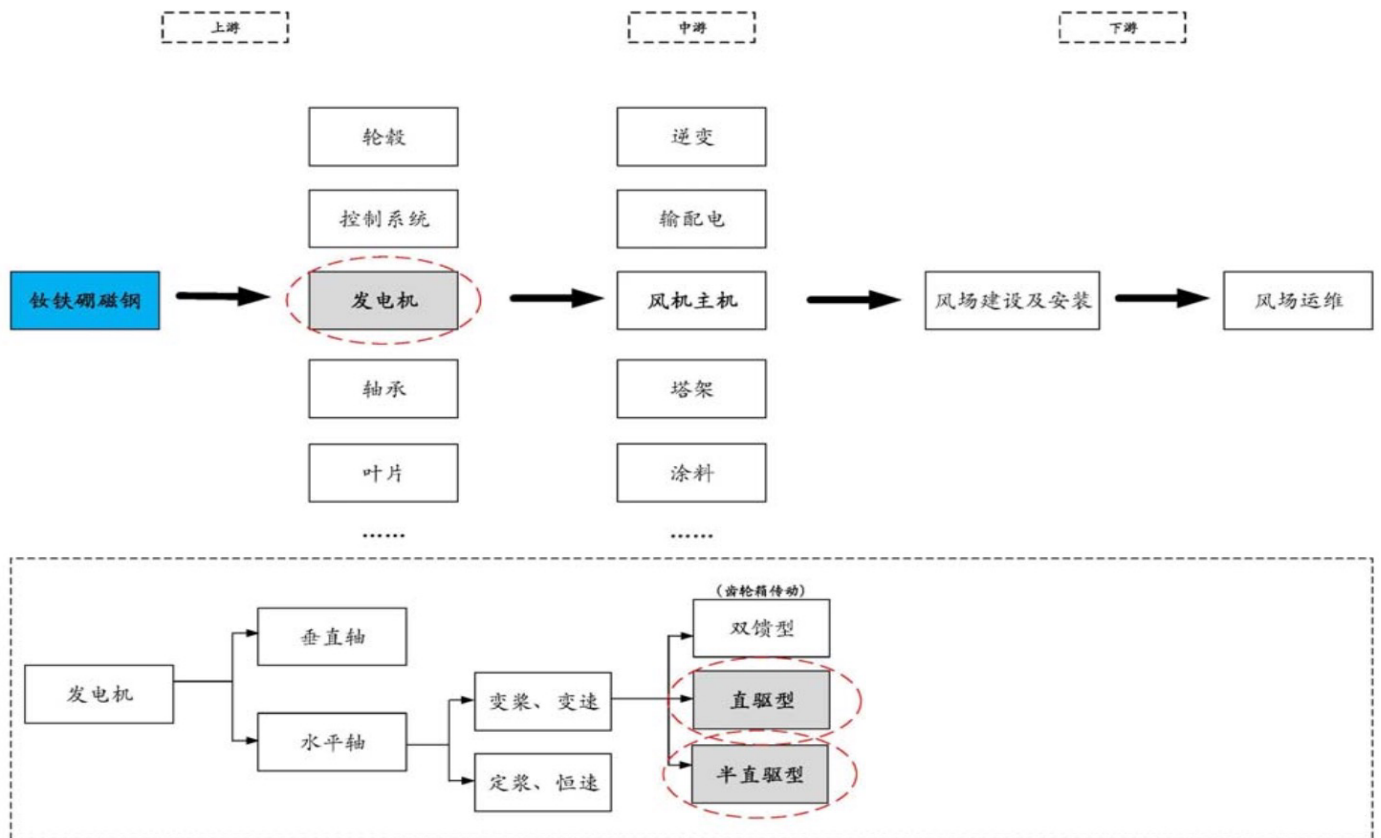 上游
中游
下游
轮毂
逆变
控制系统
输配电
钕铁硼磁钢
发电机
风机主机
风场建设及安装
风场运维
轴承
塔架
叶片
涂料
……
……
(齿轮箱传动)
双馈型
垂直轴
发电机
变浆、变速
直驱型
水平轴
定浆、恒速
半直驱型